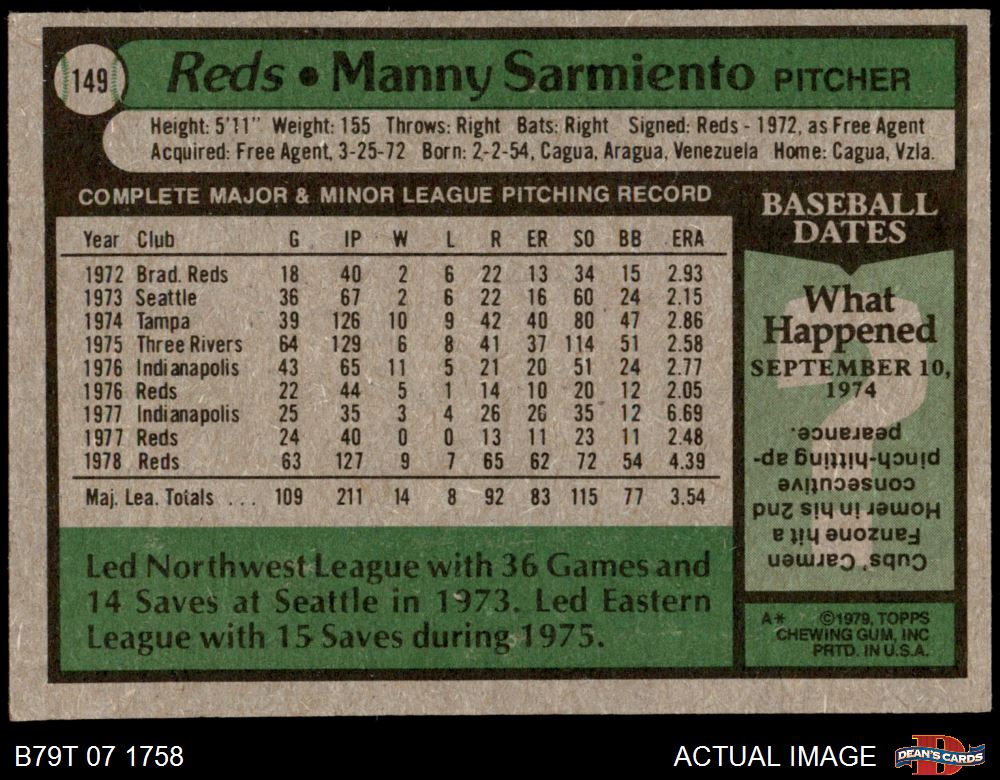 149
Reds • Manny Sarmiento PITCHER
Height: 5'11" Weight: 155 Throws: Right Bats: Right Signed: Reds - 1972, as Free Agent
Acquired: Free Agent, 3-25-72 Born: 2-2-54, Cagua, Aragua, Venezuela Home: Cagua, Vzla.
COMPLETE MAJOR & MINOR LEAGUE PITCHING RECORD
Year Club G IP W L R ER SO BB ERA
1972 Brad. Reds 18 40 2 6 22 13 34 15 2.93
1973 Seattle 36 67 2 6 22 16 60 24 2.15
1974 Tampa 39 126 10 9 42 40 80 47 2.86
1975 Three Rivers 64 129 6 8 41 37 114 51 2.58
1976 Indianapolis 43 65 11 5 21 20 51 24 2.77
1976 Reds 22 44 5 1 14 10 20 12 2.05
1977 Indianapolis 25 35 3 4 26 26 35 12 6.69
1977 Reds 24 40 0 0 13 11 23 11 2.48
1978 Reds 63 127 9 7 65 62 72 54 4.39
Maj. Lea. Totals ... 109 211 14 8 92 83 115 77 3.54
Led Northwest League with 36 Games and
14 Saves at Seattle in 1973. Led Eastern
League with 15 Saves during 1975.
BASEBALL
DATES
What
Happened
SEPTEMBER 10,
1974
Cubs' Carmen
Fanzone hit a
Homer in his 2nd
consecutive
pinch-hitting-ap-
pearance.
A* ©1979, TOPPS
CHEWING GUM, INC
PRTD. IN U.S.A.
B79T 07 1758
ACTUAL IMAGE
DEAN'S CARDS